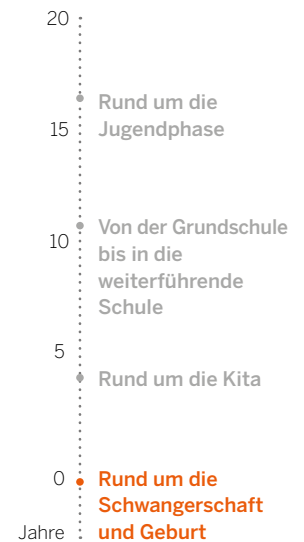 20
Rund um die
15
Jugendphase
Von der Grundschule
10
bis in die
weiterführende
Schule
5
Rund um die Kita
0
Rund um die
Schwangerschaft
Jahre
und Geburt